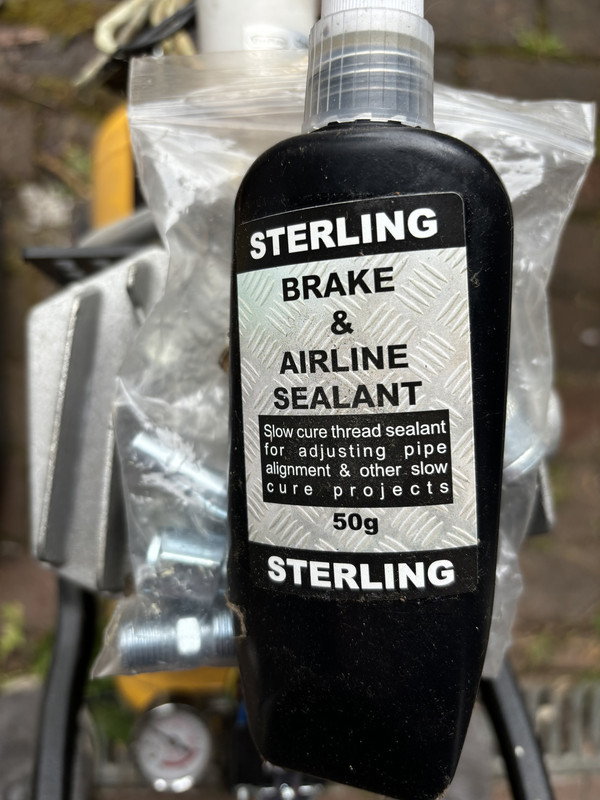 STERLING
BRAKE
&
AIRLINE
SEALANT
Slow cure thread sealant
for adjusting pipe
alignment & other slow
cure projects
50g
STERLING